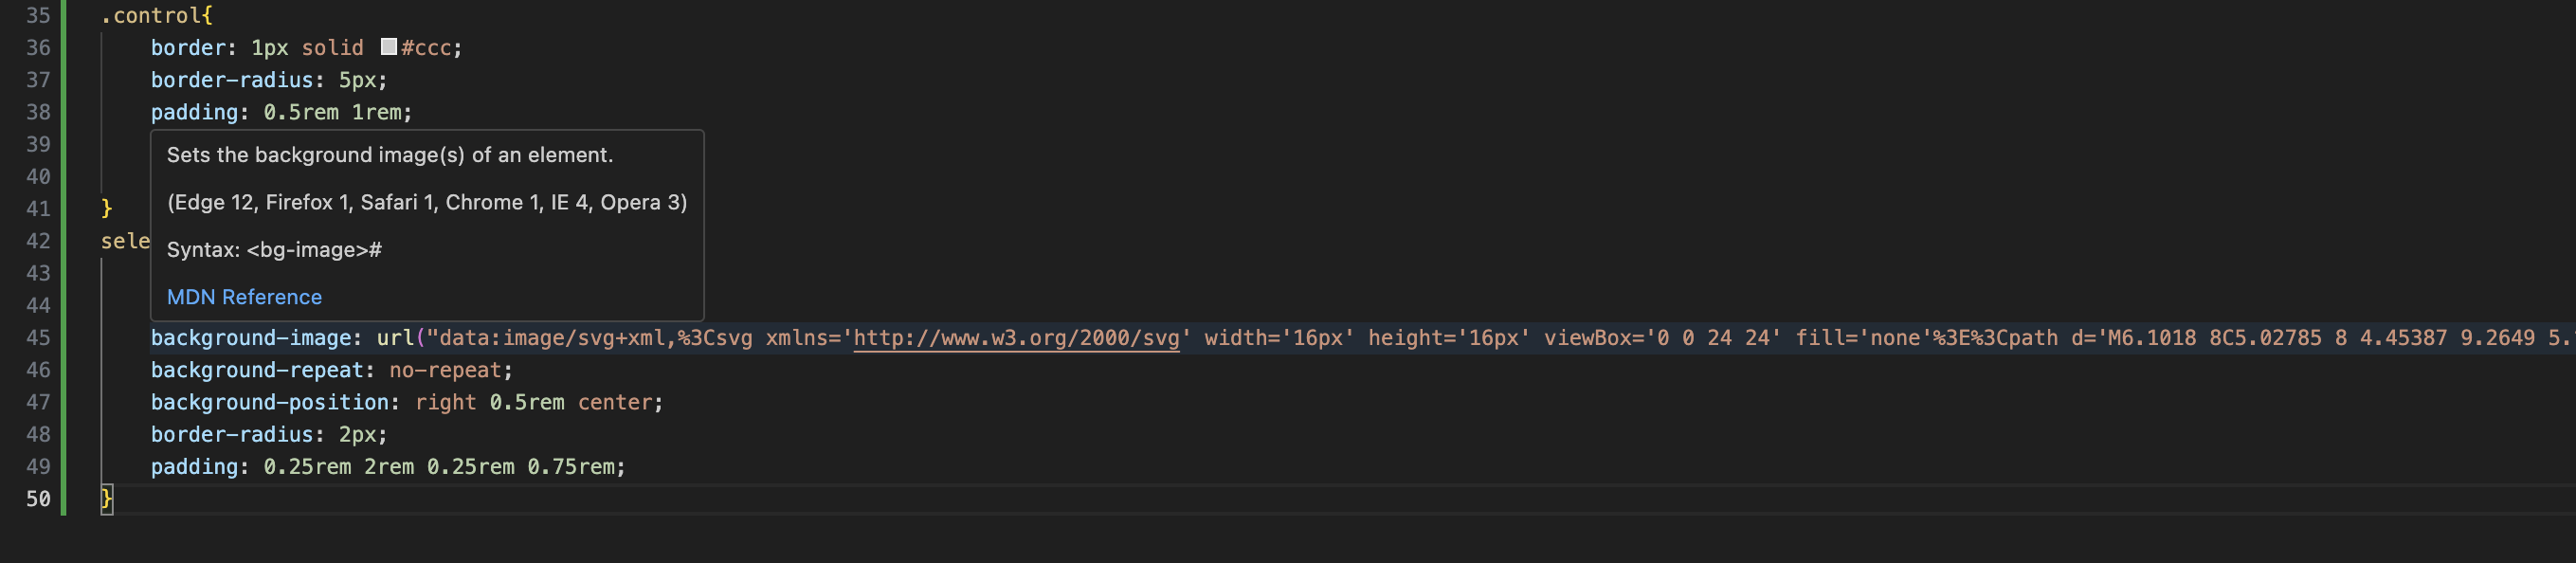 35 .control{
36 border: 1px solid #ccc;
37 border-radius: 5px;
38 padding: 0.5rem 1rem;
39
Sets the background image(s) of an element.
40
(Edge 12, Firefox 1, Safari 1, Chrome 1, IE 4, Opera 3)
41 }
42 sele
Syntax: <bg-image>#
43
MDN Reference
44
45 background-image: url("data:image/svg+xml,%3Csvg xmlns='http://www.w3.org/2000/svg' width='16px' height='16px' viewBox='0 0 24 24' fill='none'%3E%3Cpath d='M6.1018 8C5.02785 8 4.45387 9.2649 5.
46 background-repeat: no-repeat;
47 background-position: right 0.5rem center;
48 border-radius: 2px;
49 padding: 0.25rem 2rem 0.25rem 0.75rem;
50 }